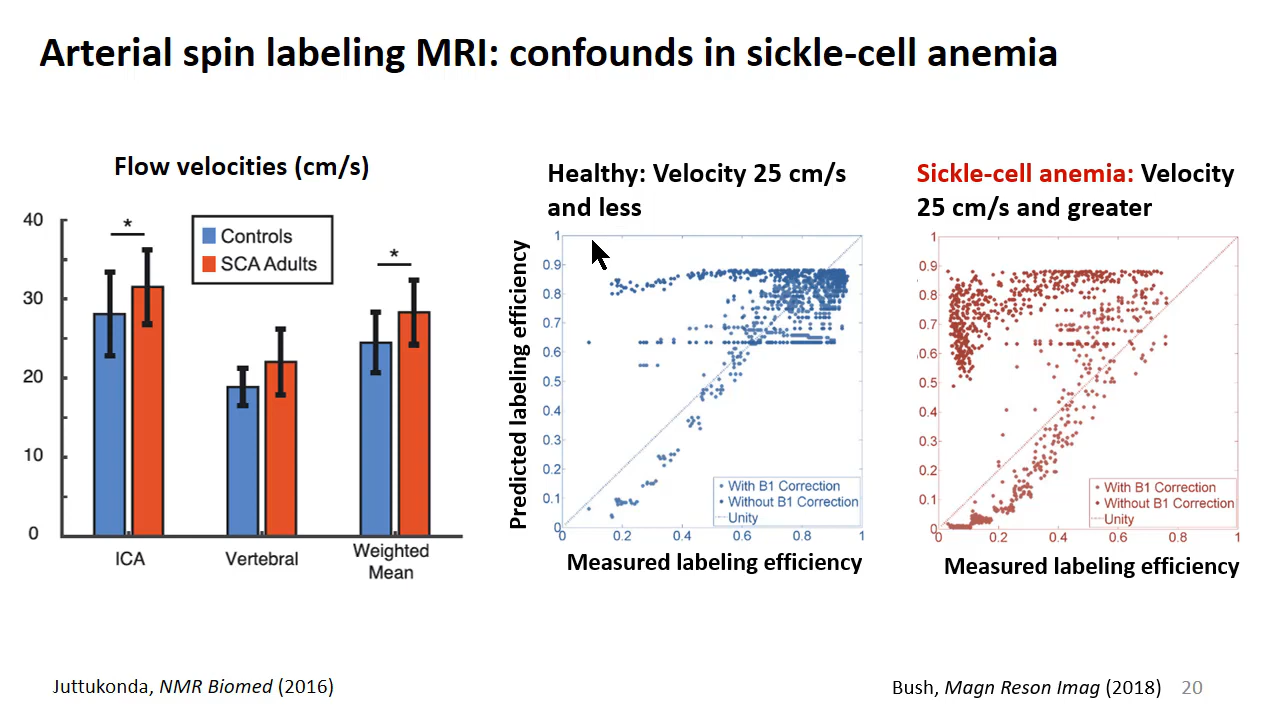 Arterial spin labeling MRI: confounds in sickle-cell anemia
Flow velocities (cm/s)
40
30
20
10
0
*
*
Controls
SCA Adults
ICA
Vertebral
Weighted
Mean
Healthy: Velocity 25 cm/s
and less
Predicted labeling efficiency
1
0.9
0.8
0.7
0.6
0.5
0.4
0.3
0.2
0.1
0
With B1 Correction
Without B1 Correction
Unity
0 0.2 0.4 0.6 0.8 1
Measured labeling efficiency
Sickle-cell anemia: Velocity
25 cm/s and greater
1
0.9
0.8
0.7
0.6
0.5
0.4
0.3
0.2
0.1
0
With B1 Correction
Without B1 Correction
Unity
0 0.2 0.4 0.6 0.8 1
Measured labeling efficiency
Juttukonda, NMR Biomed (2016)
Bush, Magn Reson Imag (2018) 20